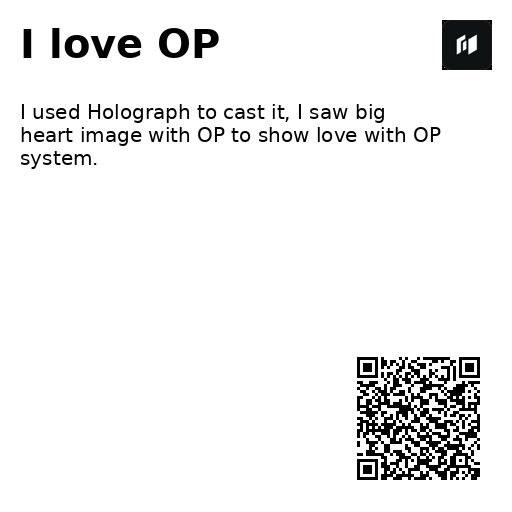 I love OP
I used Holograph to cast it, I saw big
heart image with OP to show love with OP
system.